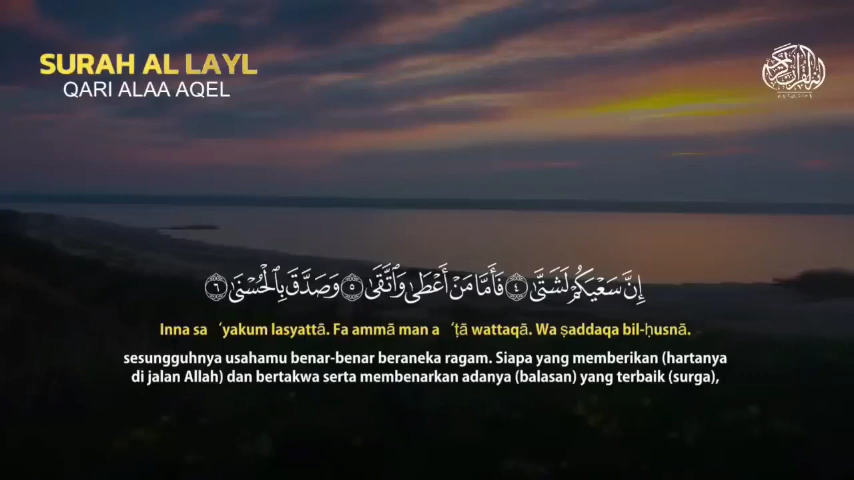 SURAH AL LAYL
QARI ALAA AQEL
إِنَّ سَعْيَكُمْ لَشَتَّىٰ ﴿٤﴾ فَأَمَّا مَنْ أَعْطَىٰ وَاتَّقَىٰ ﴿٥﴾ وَصَدَّقَ بِالْحُسْنَىٰ ﴿٦﴾
Inna sa‘yakum lasyattā. Fa ammā man a‘ṭā wattaqā. Wa ṣaddaqa bil-ḥusnā.
sesungguhnya usahamu benar-benar beraneka ragam. Siapa yang memberikan (hartanya
di jalan Allah) dan bertakwa serta membenarkan adanya (balasan) yang terbaik (surga),